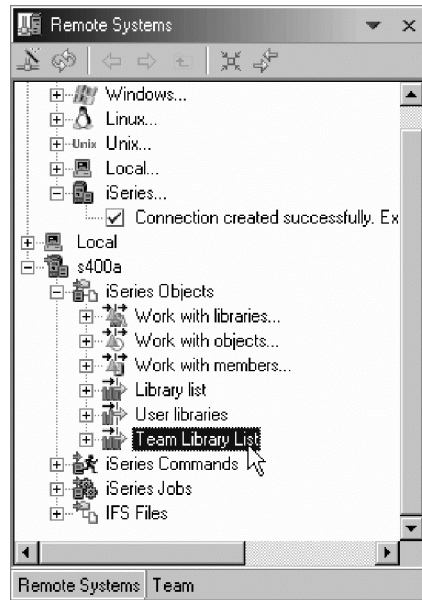 Remote Systems
Windows...
Linux...
Unix Unix...
Local...
iSeries...
Connection created successfully. Ex
Local
s400a
iSeries Objects
Work with libraries...
Work with objects...
Work with members...
Library list
User libraries
Team Library List
iSeries Commands
iSeries Jobs
IFS Files
Remote Systems Team